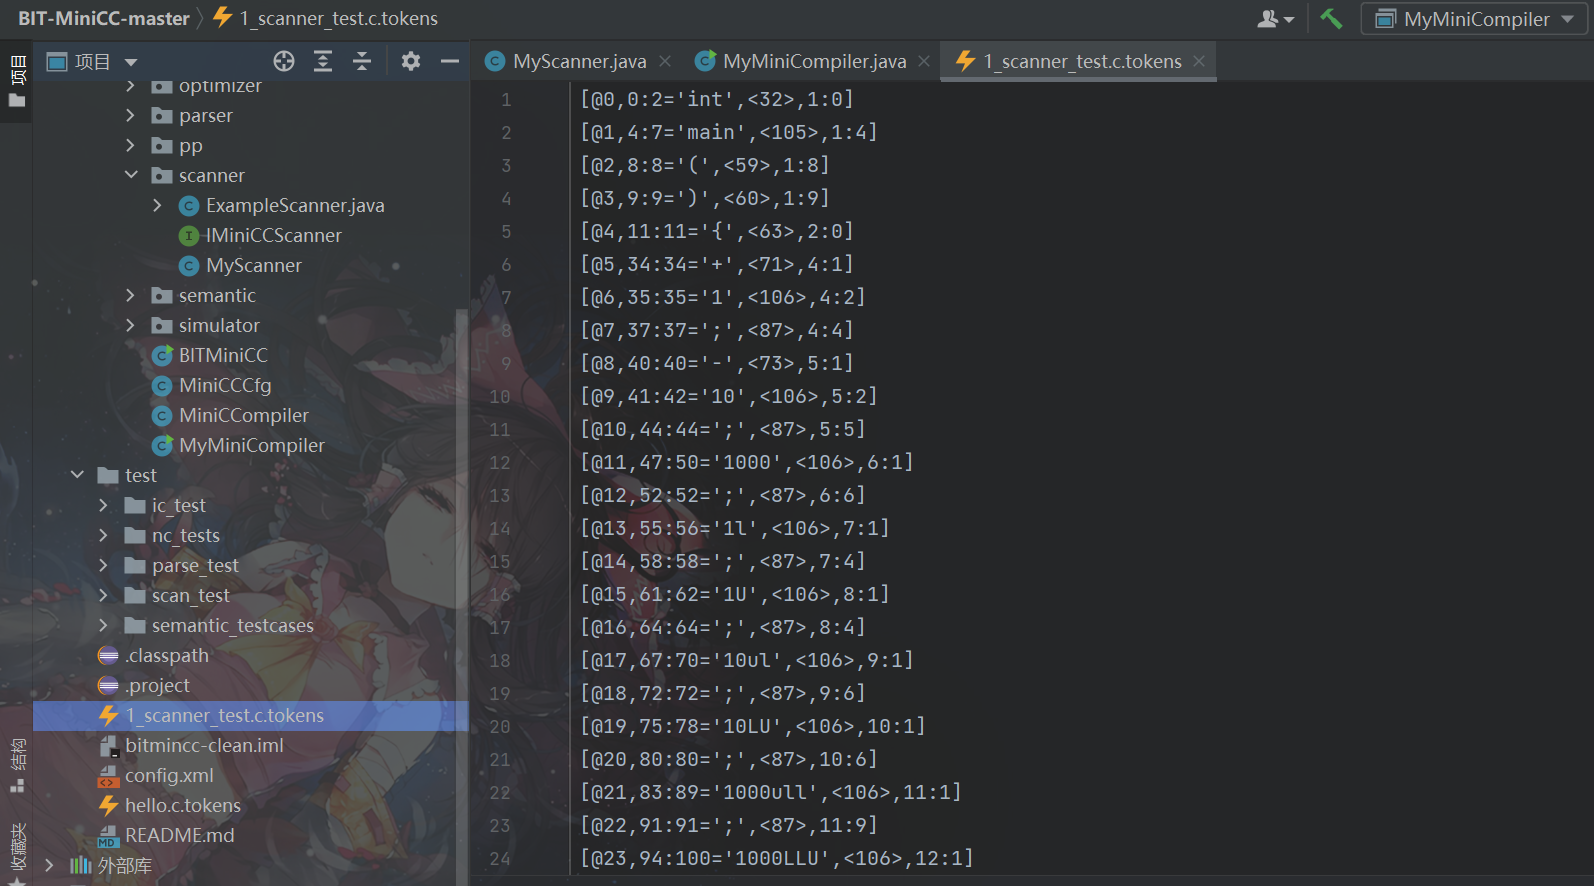 BIT-MiniCC-master 1_scanner_test.c.tokens
MyMiniCompiler
项目
项目
MyScanner.java
MyMiniCompiler.java
1_scanner_test.c.tokens
optimizer
parser
pp
scanner
ExampleScanner.java
IMiniCCScanner
MyScanner
semantic
simulator
BITMiniCC
MiniCCCfg
MiniCCompiler
MyMiniCompiler
test
ic_test
nc_tests
parse_test
scan_test
semantic_testcases
.classpath
.project
1_scanner_test.c.tokens
bitmincc-clean.iml
config.xml
hello.c.tokens
README.md
外部库
结构
收藏夹
1 [@0,0:2='int',<32>,1:0]
2 [@1,4:7='main',<105>,1:4]
3 [@2,8:8='(',<59>,1:8]
4 [@3,9:9=')',<60>,1:9]
5 [@4,11:11='{',<63>,2:0]
6 [@5,34:34='+',<71>,4:1]
7 [@6,35:35='1',<106>,4:2]
8 [@7,37:37=';',<87>,4:4]
9 [@8,40:40='-',<73>,5:1]
10 [@9,41:42='10',<106>,5:2]
11 [@10,44:44=';',<87>,5:5]
12 [@11,47:50='1000',<106>,6:1]
13 [@12,52:52=';',<87>,6:6]
14 [@13,55:56='1l',<106>,7:1]
15 [@14,58:58=';',<87>,7:4]
16 [@15,61:62='1U',<106>,8:1]
17 [@16,64:64=';',<87>,8:4]
18 [@17,67:70='10ul',<106>,9:1]
19 [@18,72:72=';',<87>,9:6]
20 [@19,75:78='10LU',<106>,10:1]
21 [@20,80:80=';',<87>,10:6]
22 [@21,83:89='1000ull',<106>,11:1]
23 [@22,91:91=';',<87>,11:9]
24 [@23,94:100='1000LLU',<106>,12:1]